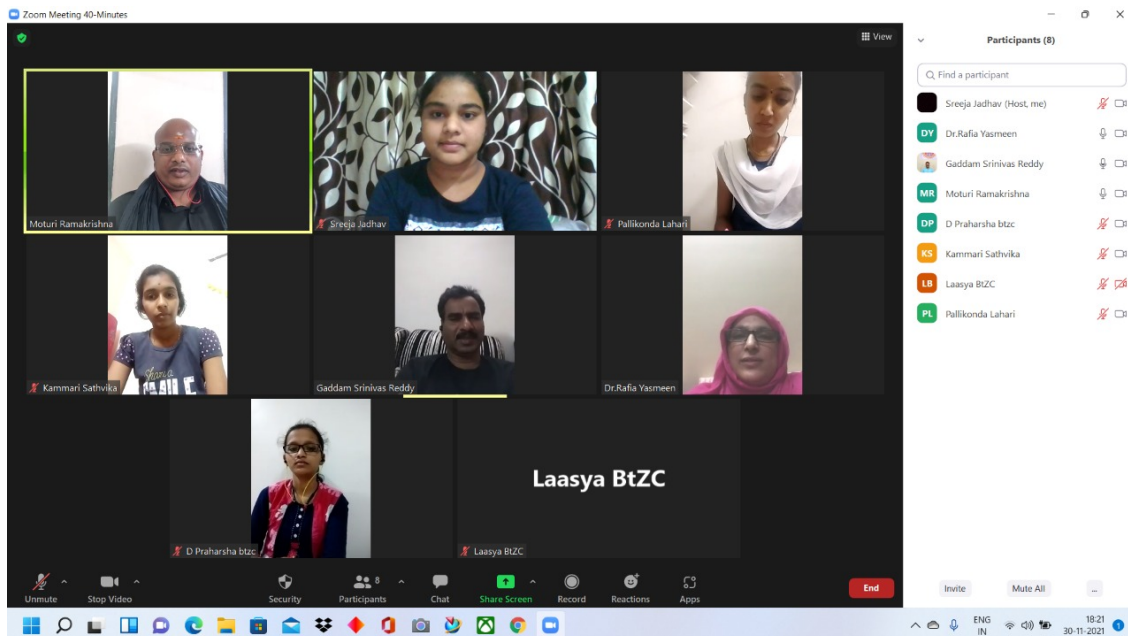 Zoom Meeting 40-Minutes
View
Moturi Ramakrishna
Sreeja Jadhav
Pallikonda Lahari
Kammari Sathvika
Gaddam Srinivas Reddy
Dr.Rafia Yasmeen
D Praharsha btzc
Laasya BtZC
Laasya BtZC
Participants (8)
Find a participant
Sreeja Jadhav (Host, me)
DY Dr.Rafia Yasmeen
Gaddam Srinivas Reddy
MR Moturi Ramakrishna
DP D Praharsha btzc
KS Kammari Sathvika
LB Laasya BtZC
PL Pallikonda Lahari
Unmute
Stop Video
Security
8
Participants
Chat
Share Screen
Record
Reactions
Apps
End
Invite
Mute All
...
ENG
IN
18:21
30-11-2021
1